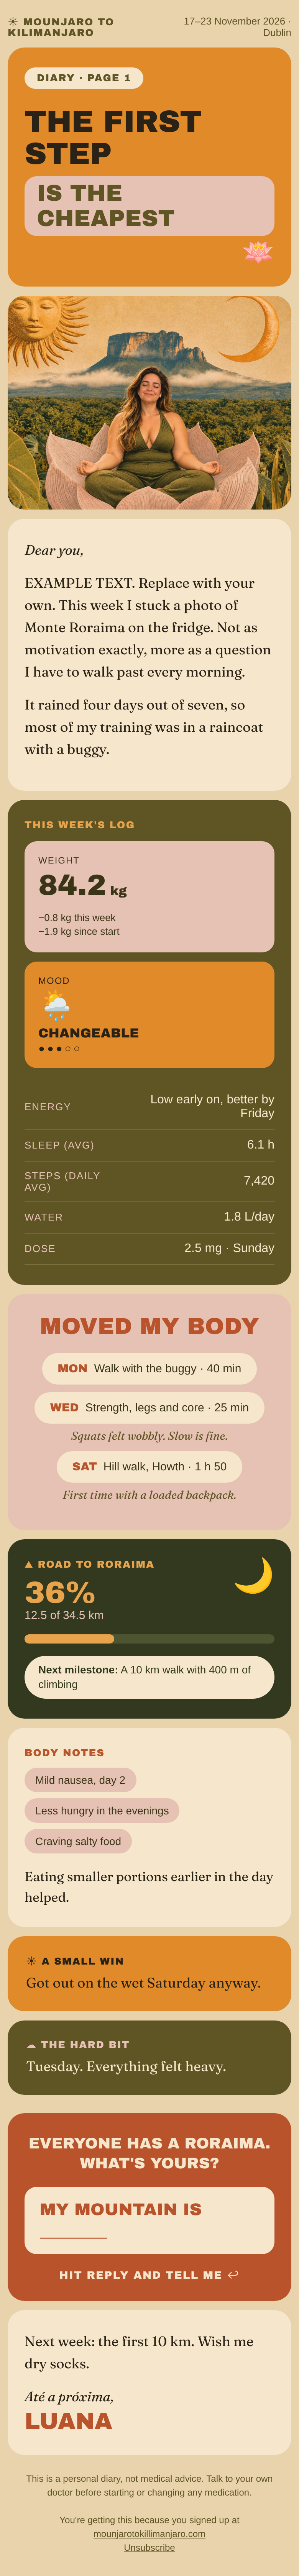 ☀ MOUNJARO TO
KILIMANJARO
17–23 November 2026 ·
Dublin
DIARY · PAGE 1
THE FIRST
STEP
IS THE
CHEAPEST
Dear you,
EXAMPLE TEXT. Replace with your
own. This week I stuck a photo of
Monte Roraima on the fridge. Not as
motivation exactly, more as a question
I have to walk past every morning.
It rained four days out of seven, so
most of my training was in a raincoat
with a buggy.
THIS WEEK'S LOG
WEIGHT
84.2 kg
−0.8 kg this week
−1.9 kg since start
MOOD
CHANGEABLE
●●●○○
ENERGY
Low early on, better by
Friday
SLEEP (AVG)
6.1 h
STEPS (DAILY
AVG)
7,420
WATER
1.8 L/day
DOSE
2.5 mg · Sunday
MOVED MY BODY
MON Walk with the buggy · 40 min
WED Strength, legs and core · 25 min
Squats felt wobbly. Slow is fine.
SAT Hill walk, Howth · 1 h 50
First time with a loaded backpack.
▲ ROAD TO RORAIMA
36%
12.5 of 34.5 km
Next milestone: A 10 km walk with 400 m of
climbing
BODY NOTES
Mild nausea, day 2
Less hungry in the evenings
Craving salty food
Eating smaller portions earlier in the day
helped.
☀ A SMALL WIN
Got out on the wet Saturday anyway.
☁ THE HARD BIT
Tuesday. Everything felt heavy.
EVERYONE HAS A RORAIMA.
WHAT'S YOURS?
MY MOUNTAIN IS
________
HIT REPLY AND TELL ME ↩
Next week: the first 10 km. Wish me
dry socks.
Até a próxima,
LUANA
This is a personal diary, not medical advice. Talk to your own
doctor before starting or changing any medication.
You're getting this because you signed up at
mounjarotokillimanjaro.com
Unsubscribe